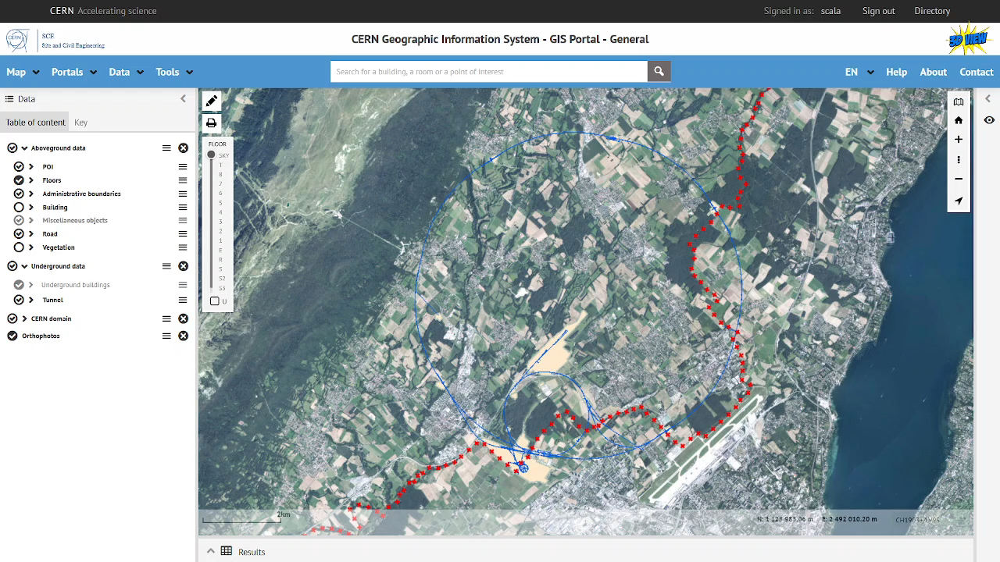 CERN Accelerating science
Signed in as: scala Sign out Directory
CERN
SCE
Site and Civil Engineering
CERN Geographic Information System - GIS Portal - General
3D VIEW
Map Portals Data Tools
Search for a building, a room or a point of interest
EN Help About Contact
Data
Table of content Key
Aboveground data
POI
Floors
Administrative boundaries
Building
Miscellaneous objects
Road
Vegetation
Underground data
Underground buildings
Tunnel
CERN domain
Orthophotos
FLOOR
SKY
T
8
7
6
5
4
3
2
1
E
R
S
S2
S3
U
2km
N: 1 128 985.06 m E: 2 492 010.20 m CH1903+/LV95
Results